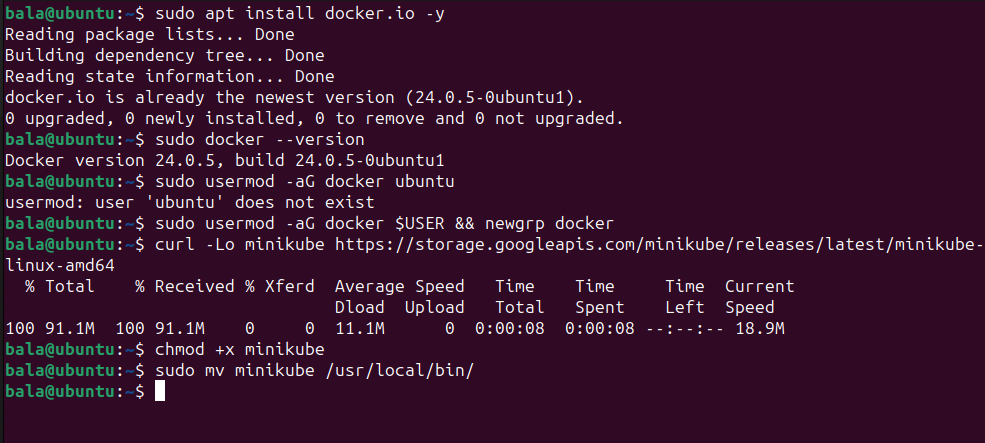 bala@ubuntu:~$ sudo apt install docker.io -y
Reading package lists... Done
Building dependency tree... Done
Reading state information... Done
docker.io is already the newest version (24.0.5-0ubuntu1).
0 upgraded, 0 newly installed, 0 to remove and 0 not upgraded.
bala@ubuntu:~$ sudo docker --version
Docker version 24.0.5, build 24.0.5-0ubuntu1
bala@ubuntu:~$ sudo usermod -aG docker ubuntu
usermod: user 'ubuntu' does not exist
bala@ubuntu:~$ sudo usermod -aG docker $USER && newgrp docker
bala@ubuntu:~$ curl -Lo minikube https://storage.googleapis.com/minikube/releases/latest/minikube-
linux-amd64
  % Total    % Received % Xferd  Average Speed   Time    Time     Time  Current
                                 Dload  Upload   Total   Spent    Left  Speed
100 91.1M  100 91.1M    0     0  11.1M      0  0:00:08  0:00:08 --:--:-- 18.9M
bala@ubuntu:~$ chmod +x minikube
bala@ubuntu:~$ sudo mv minikube /usr/local/bin/
bala@ubuntu:~$